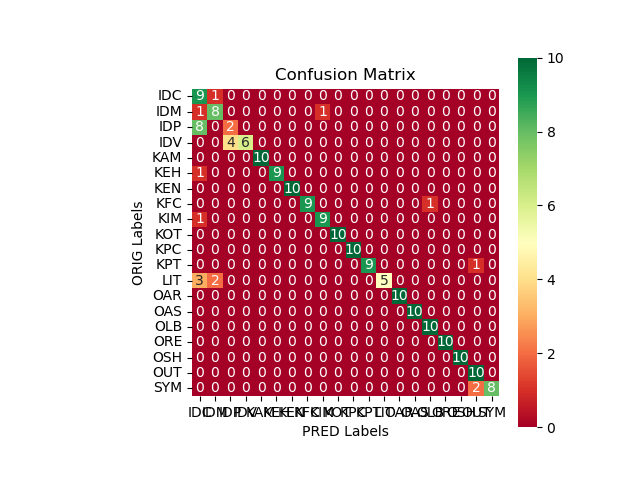 Confusion Matrix
ORIG Labels
IDC 9 1 0 0 0 0 0 0 0 0 0 0 0 0 0 0 0 0 0 0
IDM 1 8 0 0 0 0 0 0 1 0 0 0 0 0 0 0 0 0 0 0
IDP 8 0 2 0 0 0 0 0 0 0 0 0 0 0 0 0 0 0 0 0
IDV 0 0 4 6 0 0 0 0 0 0 0 0 0 0 0 0 0 0 0 0
KAM 0 0 0 0 10 0 0 0 0 0 0 0 0 0 0 0 0 0 0 0
KEH 1 0 0 0 0 9 0 0 0 0 0 0 0 0 0 0 0 0 0 0
KEN 0 0 0 0 0 0 10 0 0 0 0 0 0 0 0 0 0 0 0 0
KFC 0 0 0 0 0 0 0 9 0 0 0 0 0 0 0 1 0 0 0 0
KIM 1 0 0 0 0 0 0 0 9 0 0 0 0 0 0 0 0 0 0 0
KOT 0 0 0 0 0 0 0 0 0 10 0 0 0 0 0 0 0 0 0 0
KPC 0 0 0 0 0 0 0 0 0 0 10 0 0 0 0 0 0 0 0 0
KPT 0 0 0 0 0 0 0 0 0 0 0 9 0 0 0 0 0 0 1 0
LIT 3 2 0 0 0 0 0 0 0 0 0 0 5 0 0 0 0 0 0 0
OAR 0 0 0 0 0 0 0 0 0 0 0 0 0 10 0 0 0 0 0 0
OAS 0 0 0 0 0 0 0 0 0 0 0 0 0 0 10 0 0 0 0 0
OLB 0 0 0 0 0 0 0 0 0 0 0 0 0 0 0 10 0 0 0 0
ORE 0 0 0 0 0 0 0 0 0 0 0 0 0 0 0 0 10 0 0 0
OSH 0 0 0 0 0 0 0 0 0 0 0 0 0 0 0 0 0 10 0 0
OUT 0 0 0 0 0 0 0 0 0 0 0 0 0 0 0 0 0 0 10 0
SYM 0 0 0 0 0 0 0 0 0 0 0 0 0 0 0 0 0 0 2 8
IDC IDM IDP IDV KAM KEH KEN KFC KIM KOT KPC KPT LIT OAR OAS OLB ORE OSH OUT SYM
PRED Labels
10
8
6
4
2
0